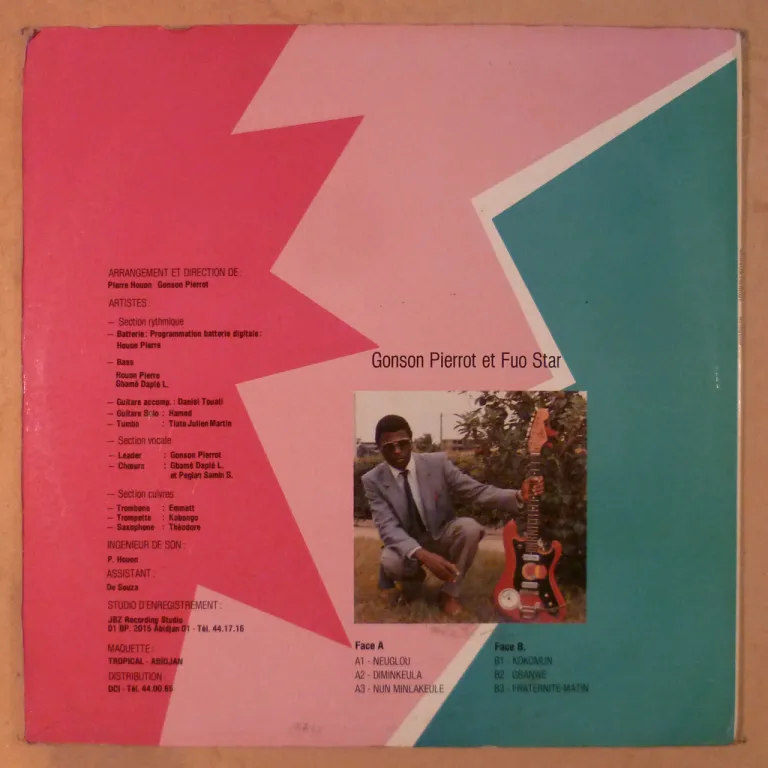 ARRANGEMENT ET DIRECTION DE :
Pierre Houon Gonson Pierrot
ARTISTES :
– Section rythmique
– Batterie : Programmation batterie digitale :
Houon Pierre
– Bass
Houon Pierre
Gbamé Daplé L.
– Guitare accomp. : Daniel Toueli
– Guitare Solo : Hamed
– Tumba : Tiato Julien Martin
– Section vocale
– Leader : Gonson Pierrot
– Chœurs : Gbamé Daplé L.
et Poglan Samin S.
– Section cuivres
– Trombone : Emmett
– Trompette : Kabongo
– Saxophone : Théodore
INGENIEUR DE SON :
P. Houon
ASSISTANT :
De Souza
STUDIO D'ENREGISTREMENT :
JBZ Recording Studio
01 BP. 2015 Abidjan 01 - Tél. 44.17.16
MAQUETTE :
TROPICAL - ABIDJAN
DISTRIBUTION
DCI - Tél. 44.00.65
Gonson Pierrot et Fuo Star
Face A
A1 - NEUGLOU
A2 - DIMINKEULA
A3 - NUN MINLAKEULE
Face B.
B1 - KOKOMUN
B2 - GBANWE
B3 - FRATERNITE-MATIN